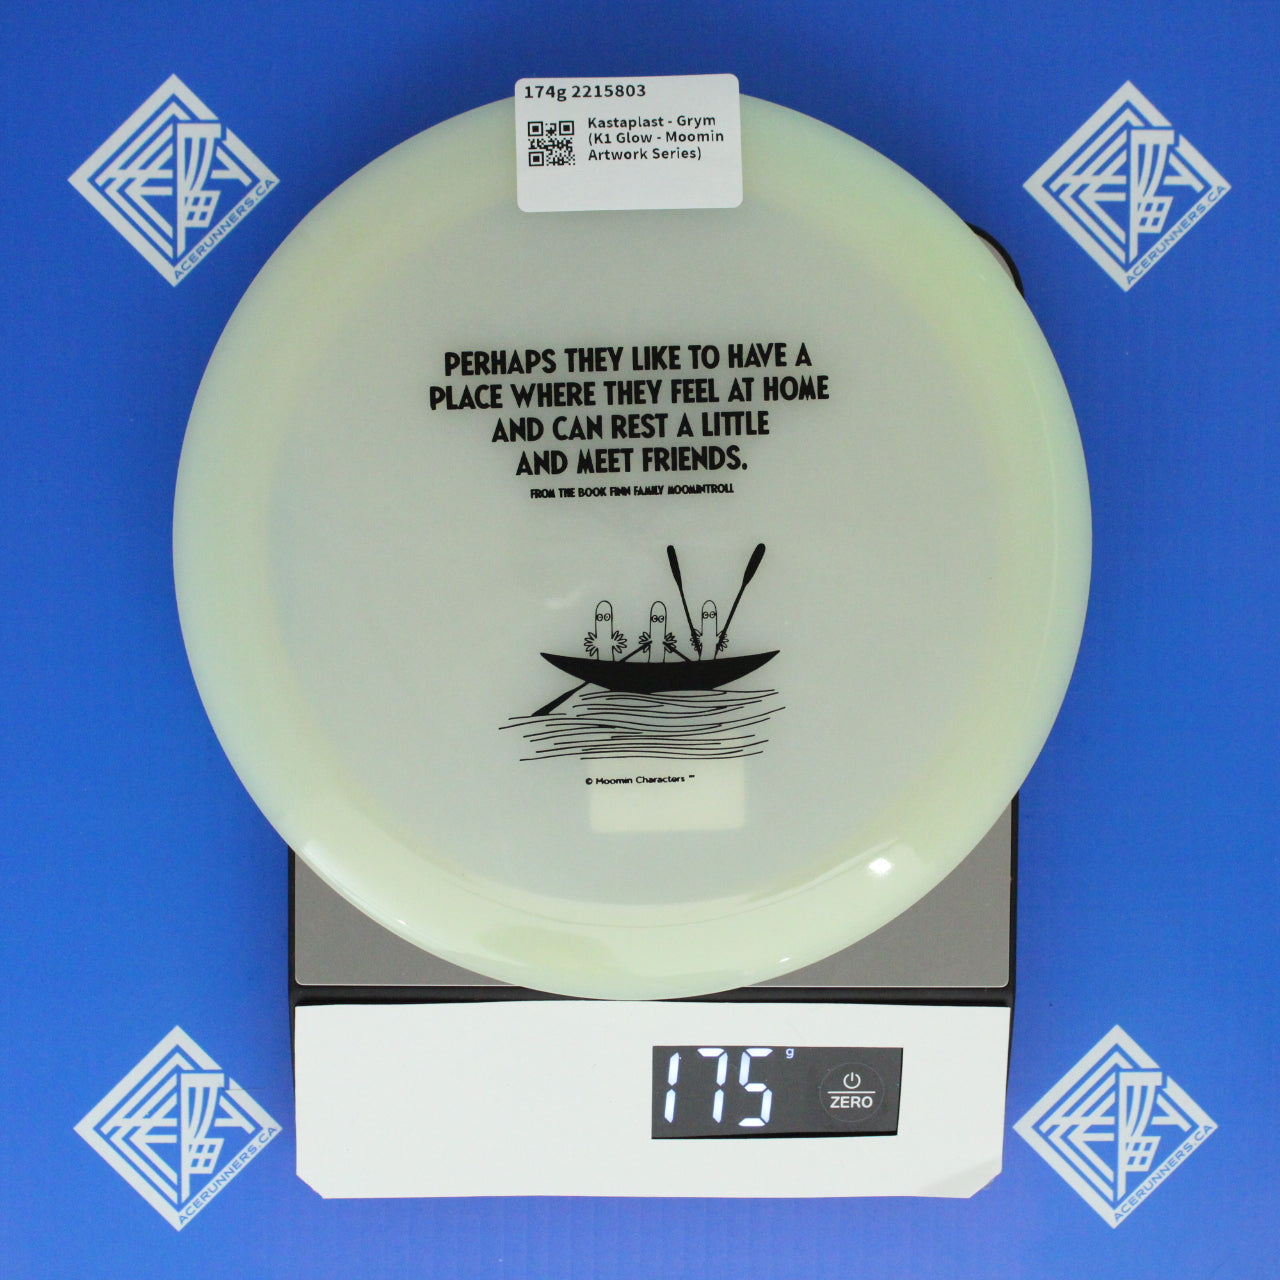 174g 2215803
Kastaplast - Grym
(K1 Glow - Moomin
Artwork Series)
ACERUNNERS.CA
ACERUNNERS.CA
PERHAPS THEY LIKE TO HAVE A
PLACE WHERE THEY FEEL AT HOME
AND CAN REST A LITTLE
AND MEET FRIENDS.
FROM THE BOOK FINN FAMILY MOOMINTROLL
© Moomin Characters ™
175 g
ZERO
ACERUNNERS.CA
ACERUNNERS.CA